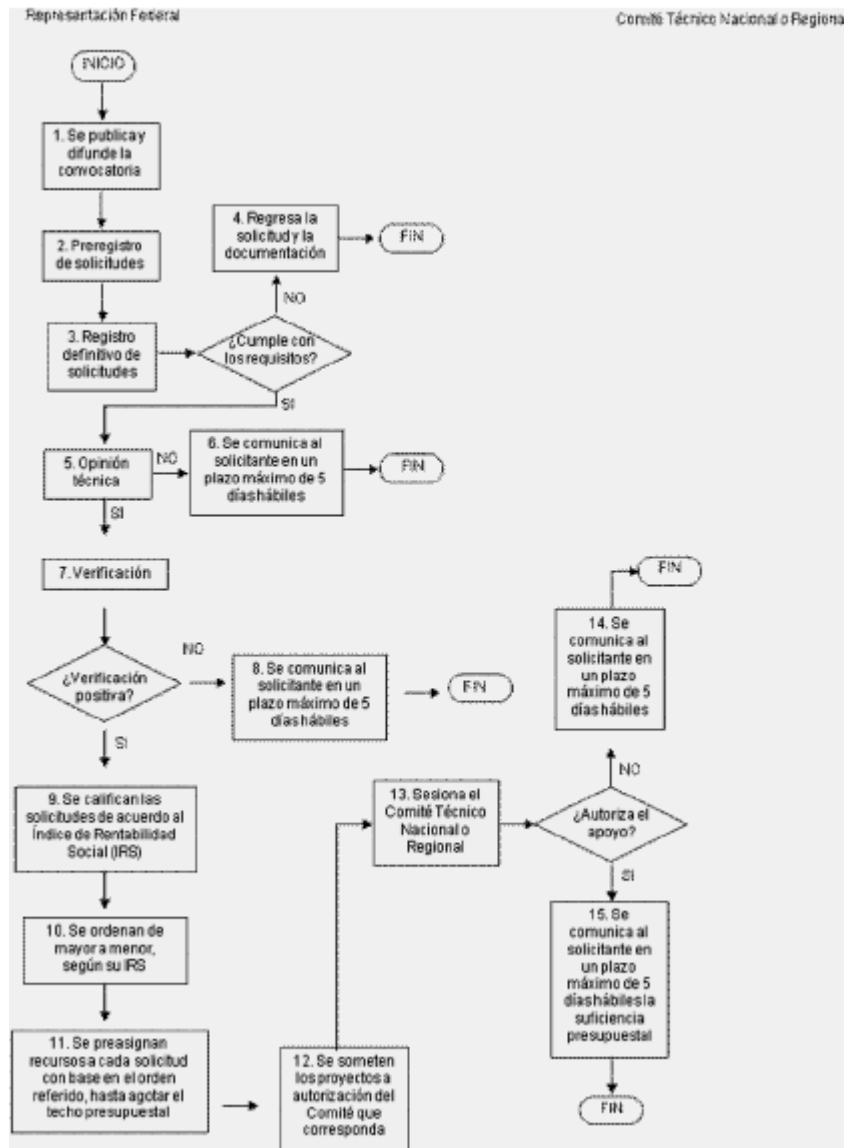 Representación Federal
Comité Técnico Nacional o Regional
INICIO
1. Se publica y
difunde la
convocatoria
2. Preregistro
de solicitudes
3. Registro
definitivo de
solicitudes
¿Cumple con
los requisitos?
NO
4. Regresa la
solicitud y la
documentación
FIN
SI
5. Opinión
técnica
NO
6. Se comunica al
solicitante en un
plazo máximo de 5
días hábiles
FIN
SI
7. Verificación
¿Verificación
positiva?
NO
8. Se comunica al
solicitante en un
plazo máximo de 5
días hábiles
FIN
SI
9. Se califican las
solicitudes de acuerdo al
Índice de Rentabilidad
Social (IRS)
10. Se ordenan de
mayor a menor,
según su IRS
11. Se preasignan
recursos a cada solicitud
con base en el orden
referido, hasta agotar el
techo presupuestal
12. Se someten
los proyectos a
autorización del
Comité que
corresponda
13. Sesiona el
Comité Técnico
Nacional o
Regional
¿Autoriza el
apoyo?
NO
14. Se
comunica al
solicitante en
un plazo
máximo de 5
días hábiles
FIN
SI
15. Se
comunica al
solicitante en
un plazo
máximo de 5
días hábiles la
suficiencia
presupuestal
FIN